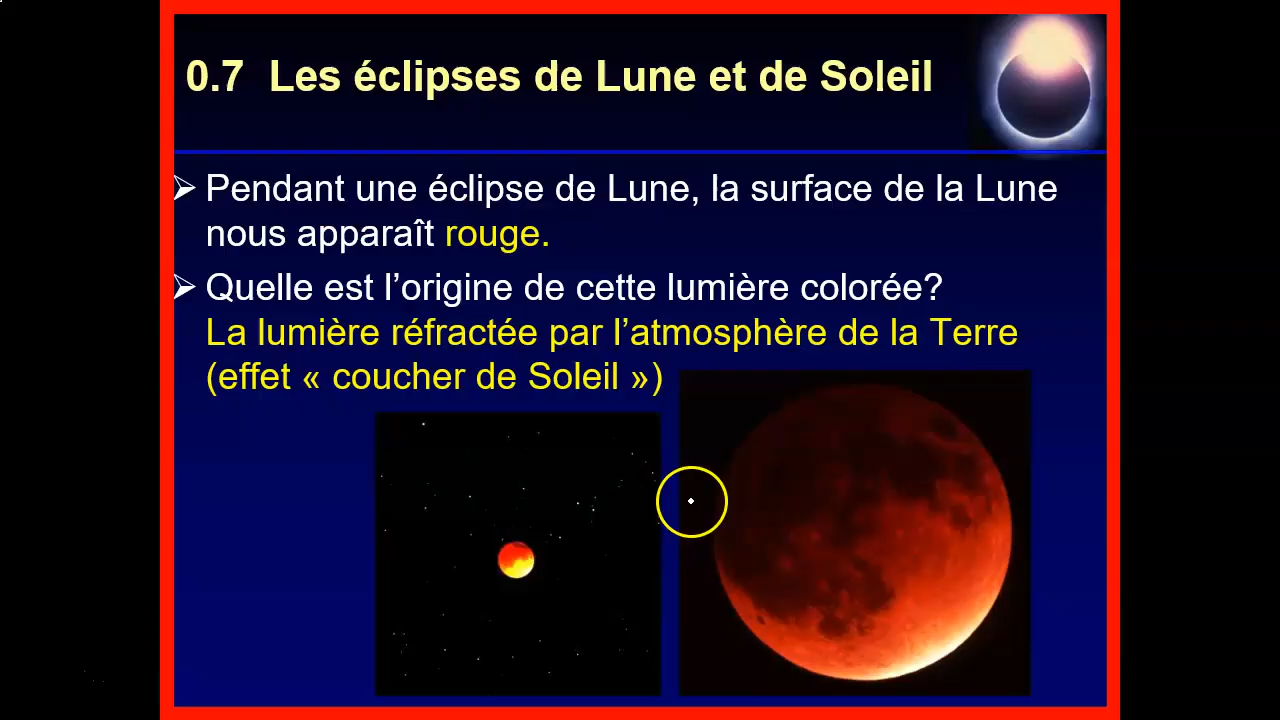 0.7 Les éclipses de Lune et de Soleil
Pendant une éclipse de Lune, la surface de la Lune
nous apparaît rouge.
Quelle est l’origine de cette lumière colorée?
La lumière réfractée par l’atmosphère de la Terre
(effet « coucher de Soleil »)